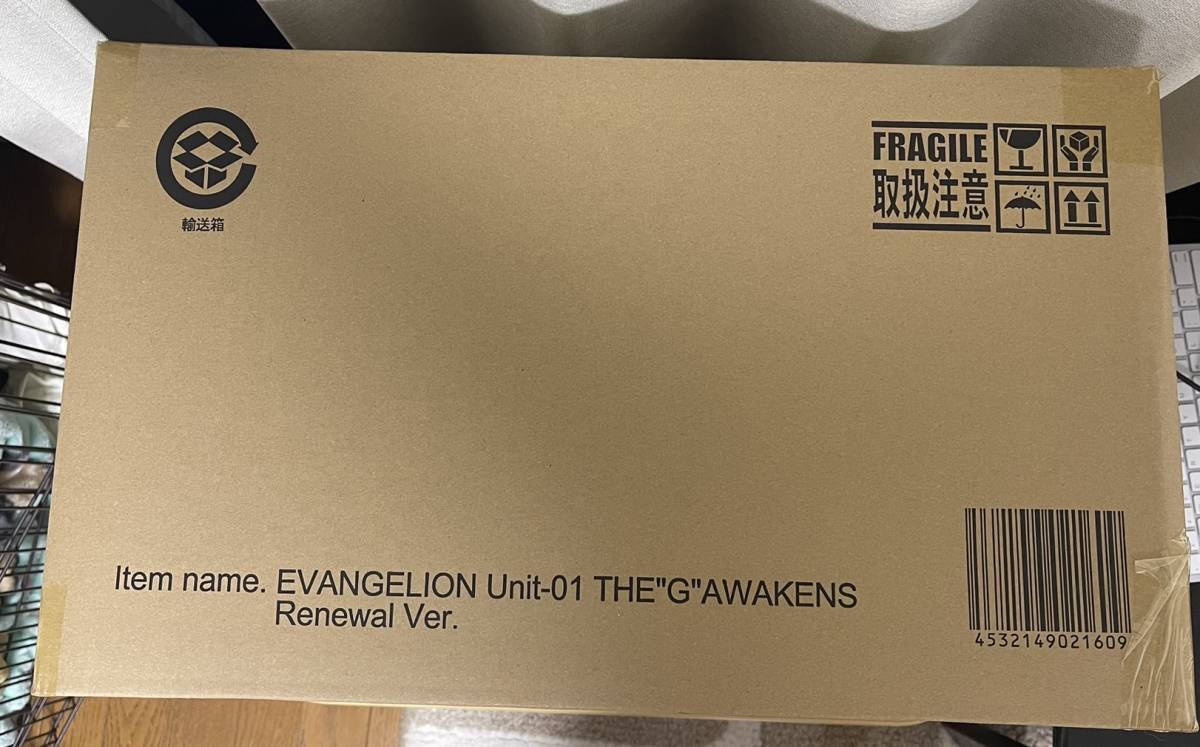 輸送箱
FRAGILE
取扱注意
Item name. EVANGELION Unit-01 THE"G"AWAKENS
Renewal Ver.
4532149021609